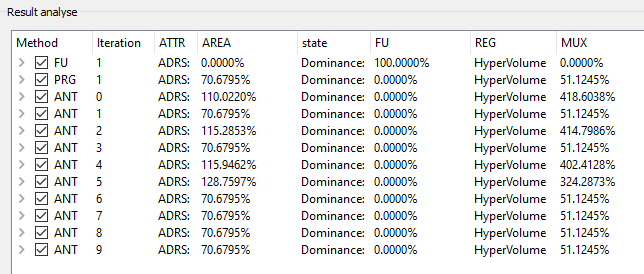 Result analyse
Method Iteration ATTR AREA state FU REG MUX
FU 1 ADRS: 0.0000% Dominance: 100.0000% HyperVolume 0.0000%
PRG 1 ADRS: 70.6795% Dominance: 0.0000% HyperVolume 51.1245%
ANT 0 ADRS: 110.0220% Dominance: 0.0000% HyperVolume 418.6038%
ANT 1 ADRS: 70.6795% Dominance: 0.0000% HyperVolume 51.1245%
ANT 2 ADRS: 115.2853% Dominance: 0.0000% HyperVolume 414.7986%
ANT 3 ADRS: 70.6795% Dominance: 0.0000% HyperVolume 51.1245%
ANT 4 ADRS: 115.9462% Dominance: 0.0000% HyperVolume 402.4128%
ANT 5 ADRS: 128.7597% Dominance: 0.0000% HyperVolume 324.2873%
ANT 6 ADRS: 70.6795% Dominance: 0.0000% HyperVolume 51.1245%
ANT 7 ADRS: 70.6795% Dominance: 0.0000% HyperVolume 51.1245%
ANT 8 ADRS: 70.6795% Dominance: 0.0000% HyperVolume 51.1245%
ANT 9 ADRS: 70.6795% Dominance: 0.0000% HyperVolume 51.1245%